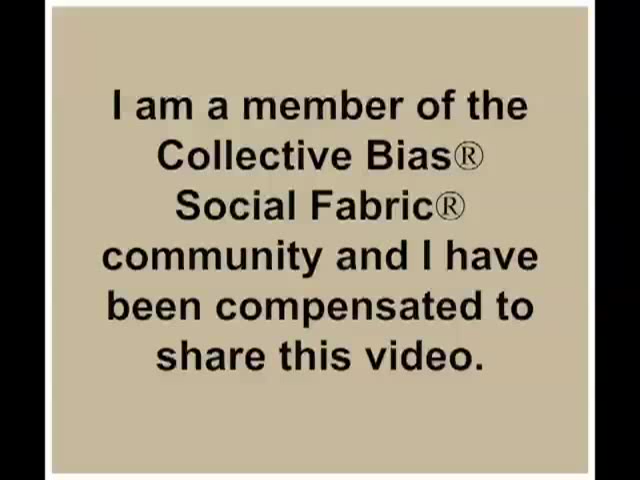 I am a member of the
Collective Bias®
Social Fabric®
community and I have
been compensated to
share this video.